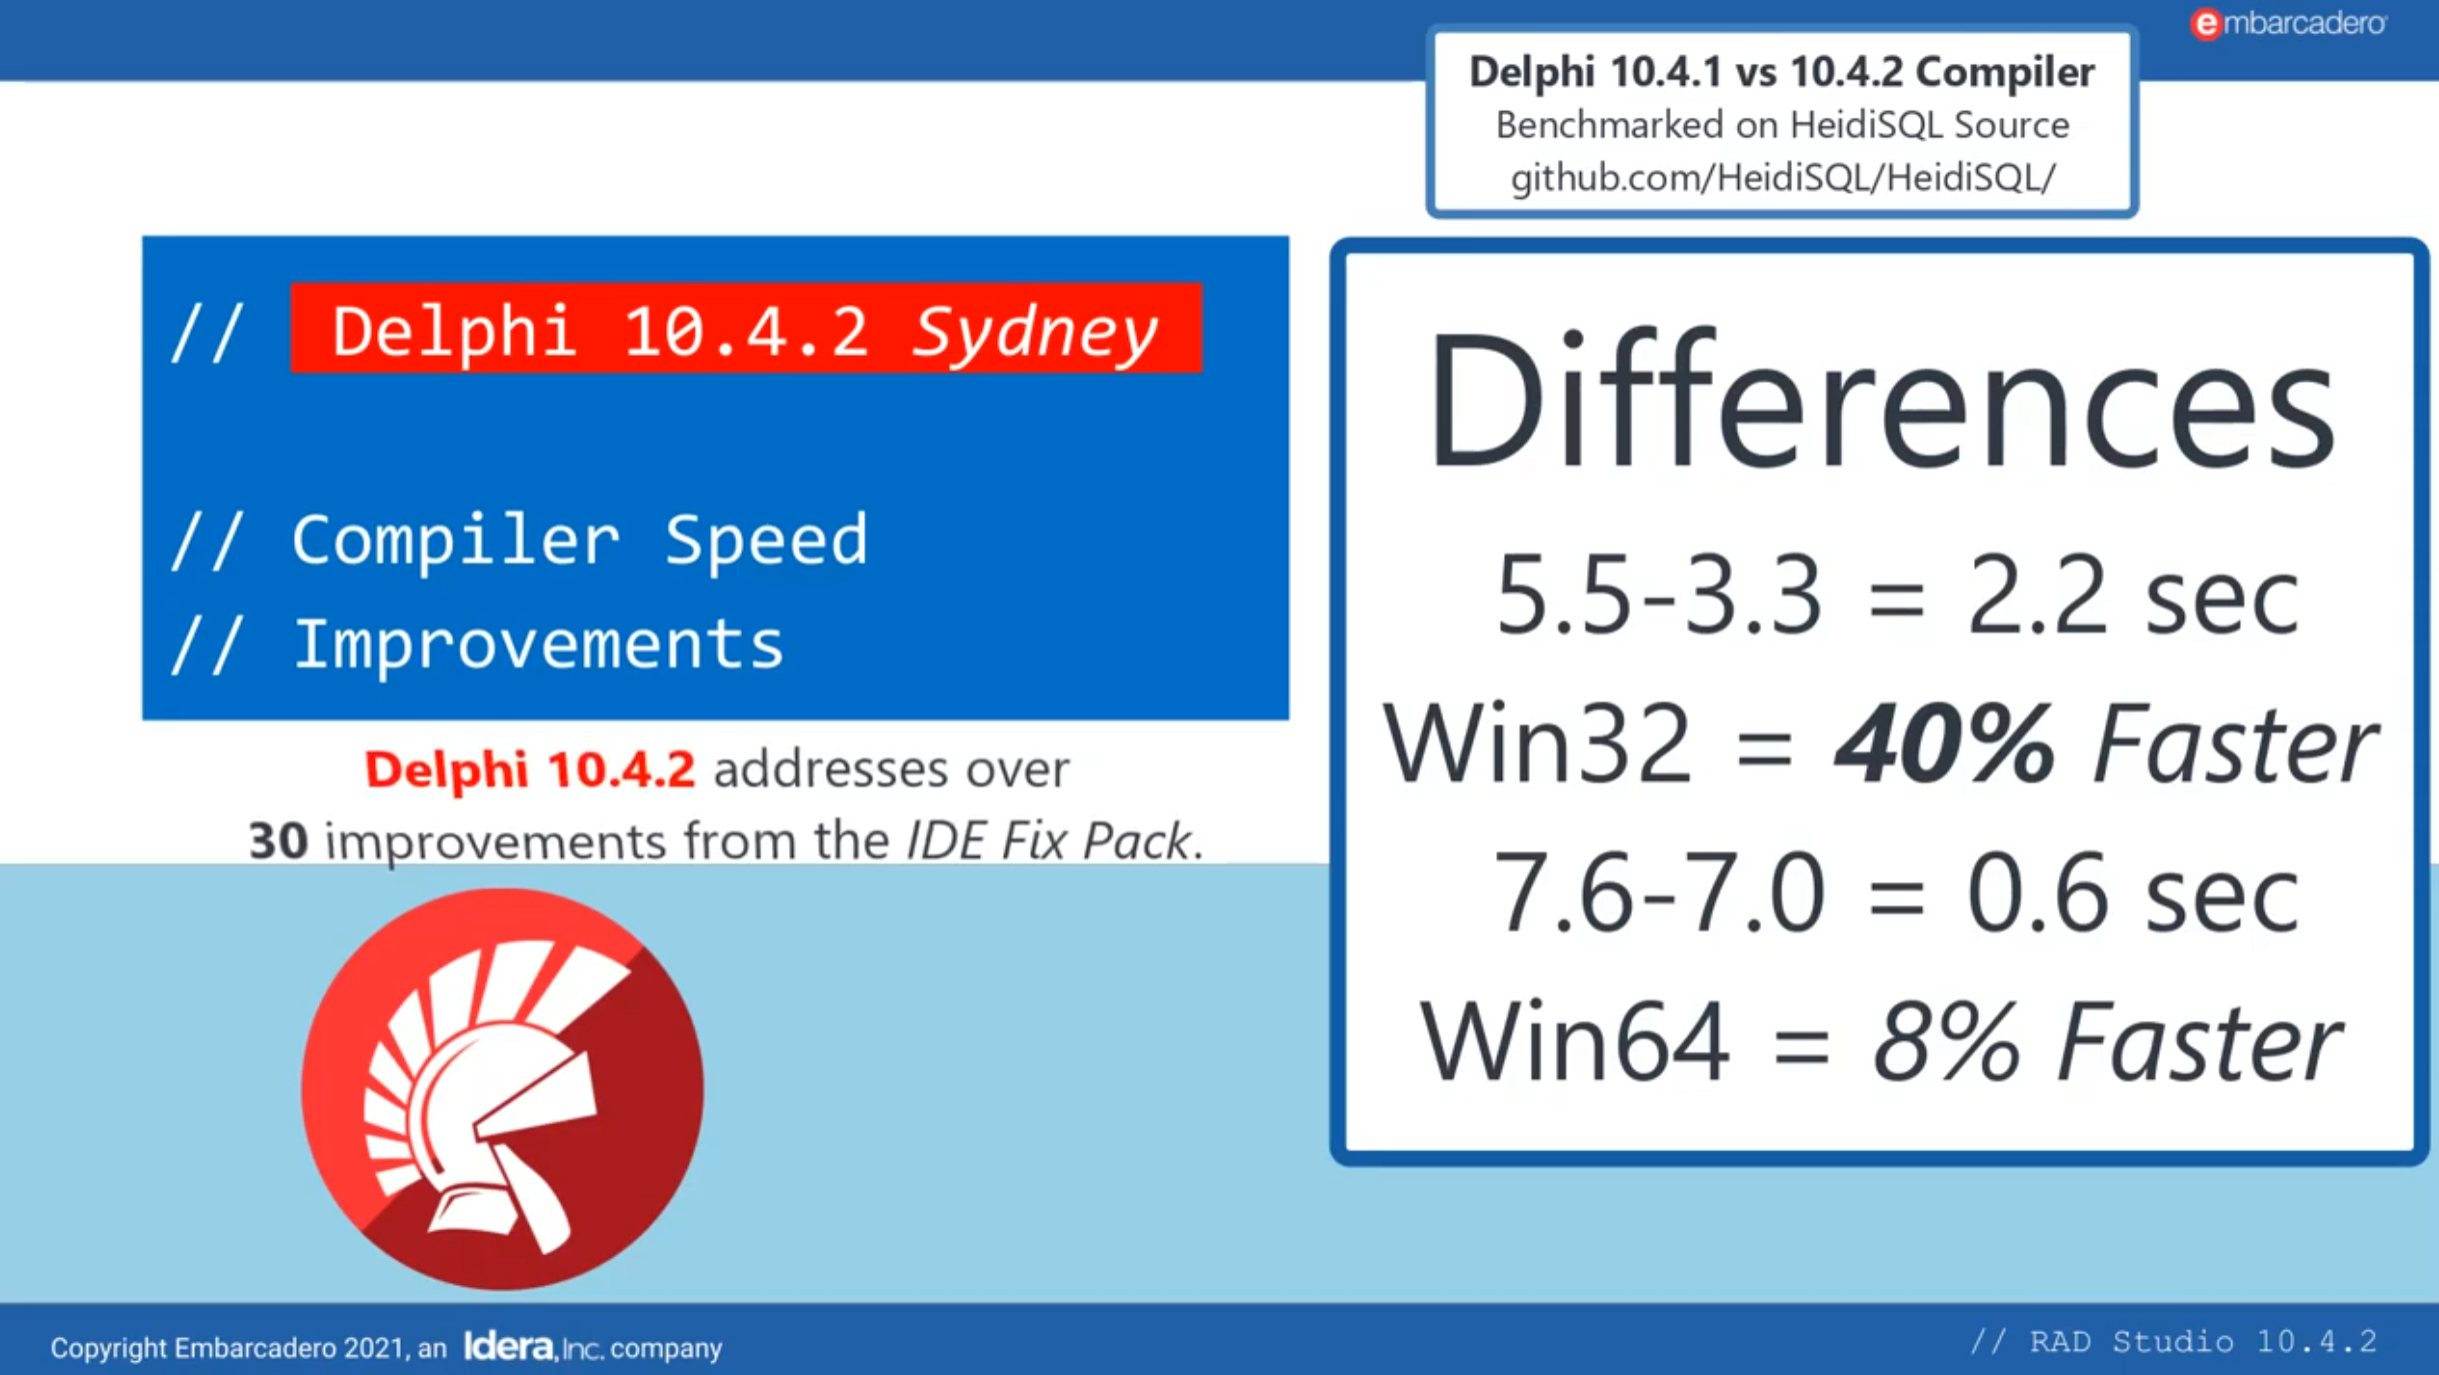 embarcadero
Delphi 10.4.1 vs 10.4.2 Compiler
Benchmarked on HeidiSQL Source
github.com/HeidiSQL/HeidiSQL/
// Delphi 10.4.2 Sydney
// Compiler Speed
// Improvements
Delphi 10.4.2 addresses over
30 improvements from the IDE Fix Pack.
Differences
5.5-3.3 = 2.2 sec
Win32 = 40% Faster
7.6-7.0 = 0.6 sec
Win64 = 8% Faster
Copyright Embarcadero 2021, an Idera, Inc. company
// RAD Studio 10.4.2